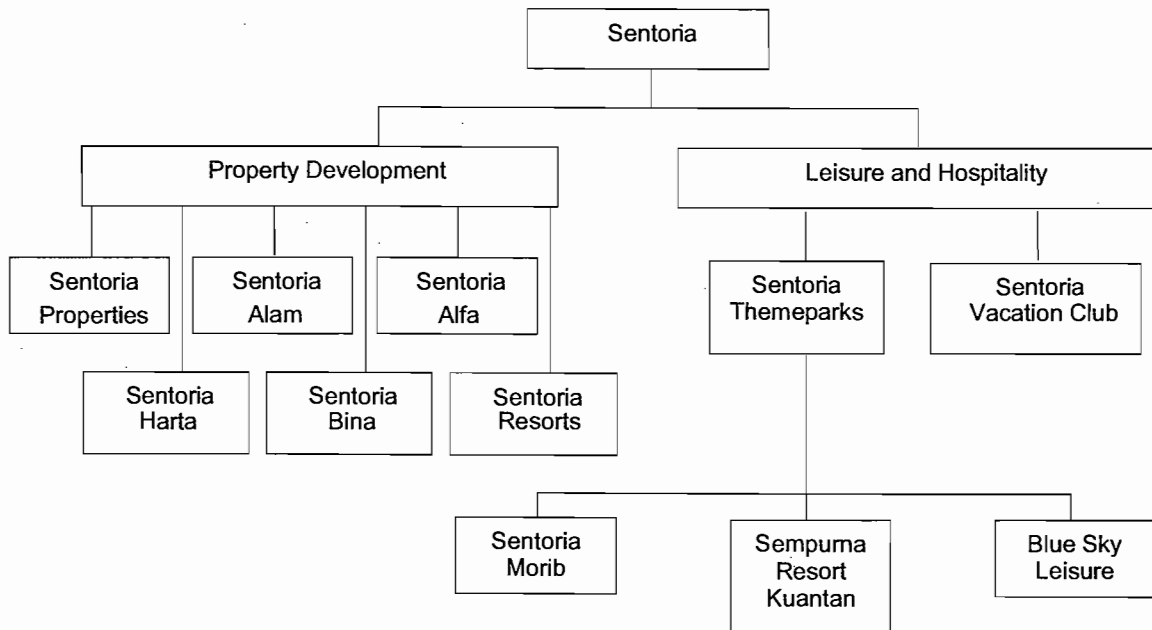 Sentoria
Property Development
Leisure and Hospitality
Sentoria
Properties
Sentoria
Alam
Sentoria
Alfa
Sentoria
Themeparks
Sentoria
Vacation Club
Sentoria
Harta
Sentoria
Bina
Sentoria
Resorts
Sentoria
Morib
Sempurna
Resort
Kuantan
Blue Sky
Leisure